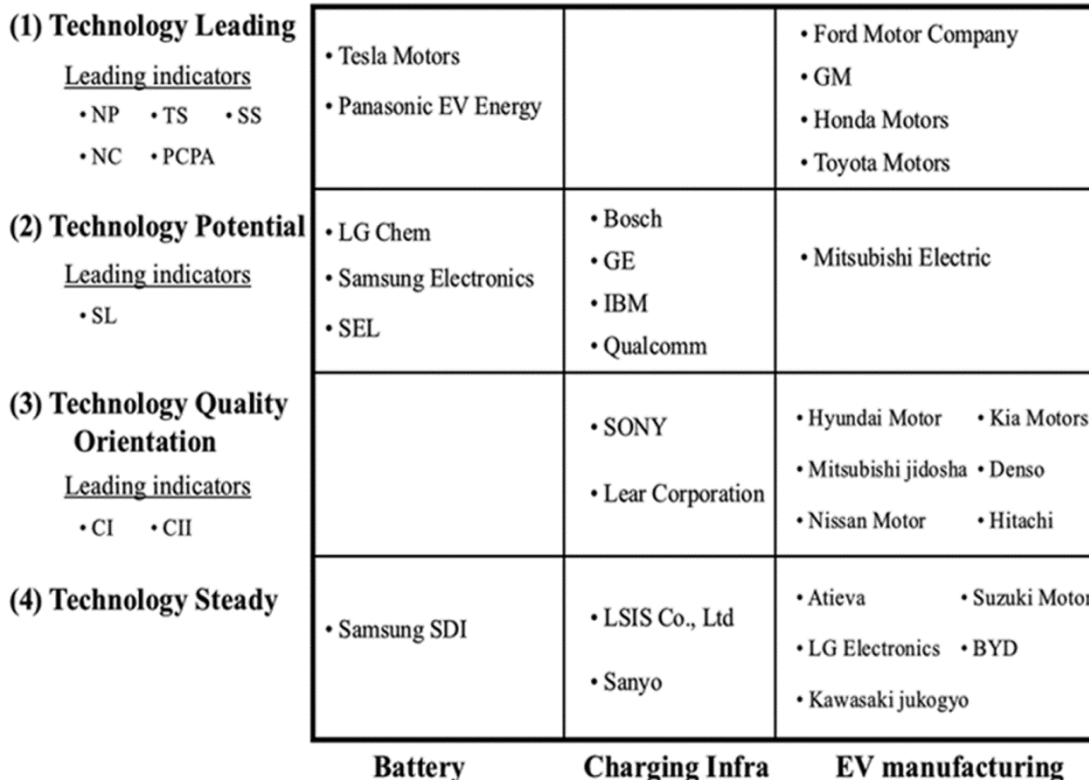 (1) Technology Leading
Leading indicators
• NP • TS • SS
• NC • PCPA
• Tesla Motors
• Panasonic EV Energy
• Ford Motor Company
• GM
• Honda Motors
• Toyota Motors
(2) Technology Potential
Leading indicators
• SL
• LG Chem
• Samsung Electronics
• SEL
• Bosch
• GE
• IBM
• Qualcomm
• Mitsubishi Electric
(3) Technology Quality
Orientation
Leading indicators
• CI • CII
• SONY
• Lear Corporation
• Hyundai Motor • Kia Motors
• Mitsubishi jidosha • Denso
• Nissan Motor • Hitachi
(4) Technology Steady
• Samsung SDI
• LSIS Co., Ltd
• Sanyo
• Atieva • Suzuki Motor
• LG Electronics • BYD
• Kawasaki jukogyo
Battery Charging Infra EV manufacturing